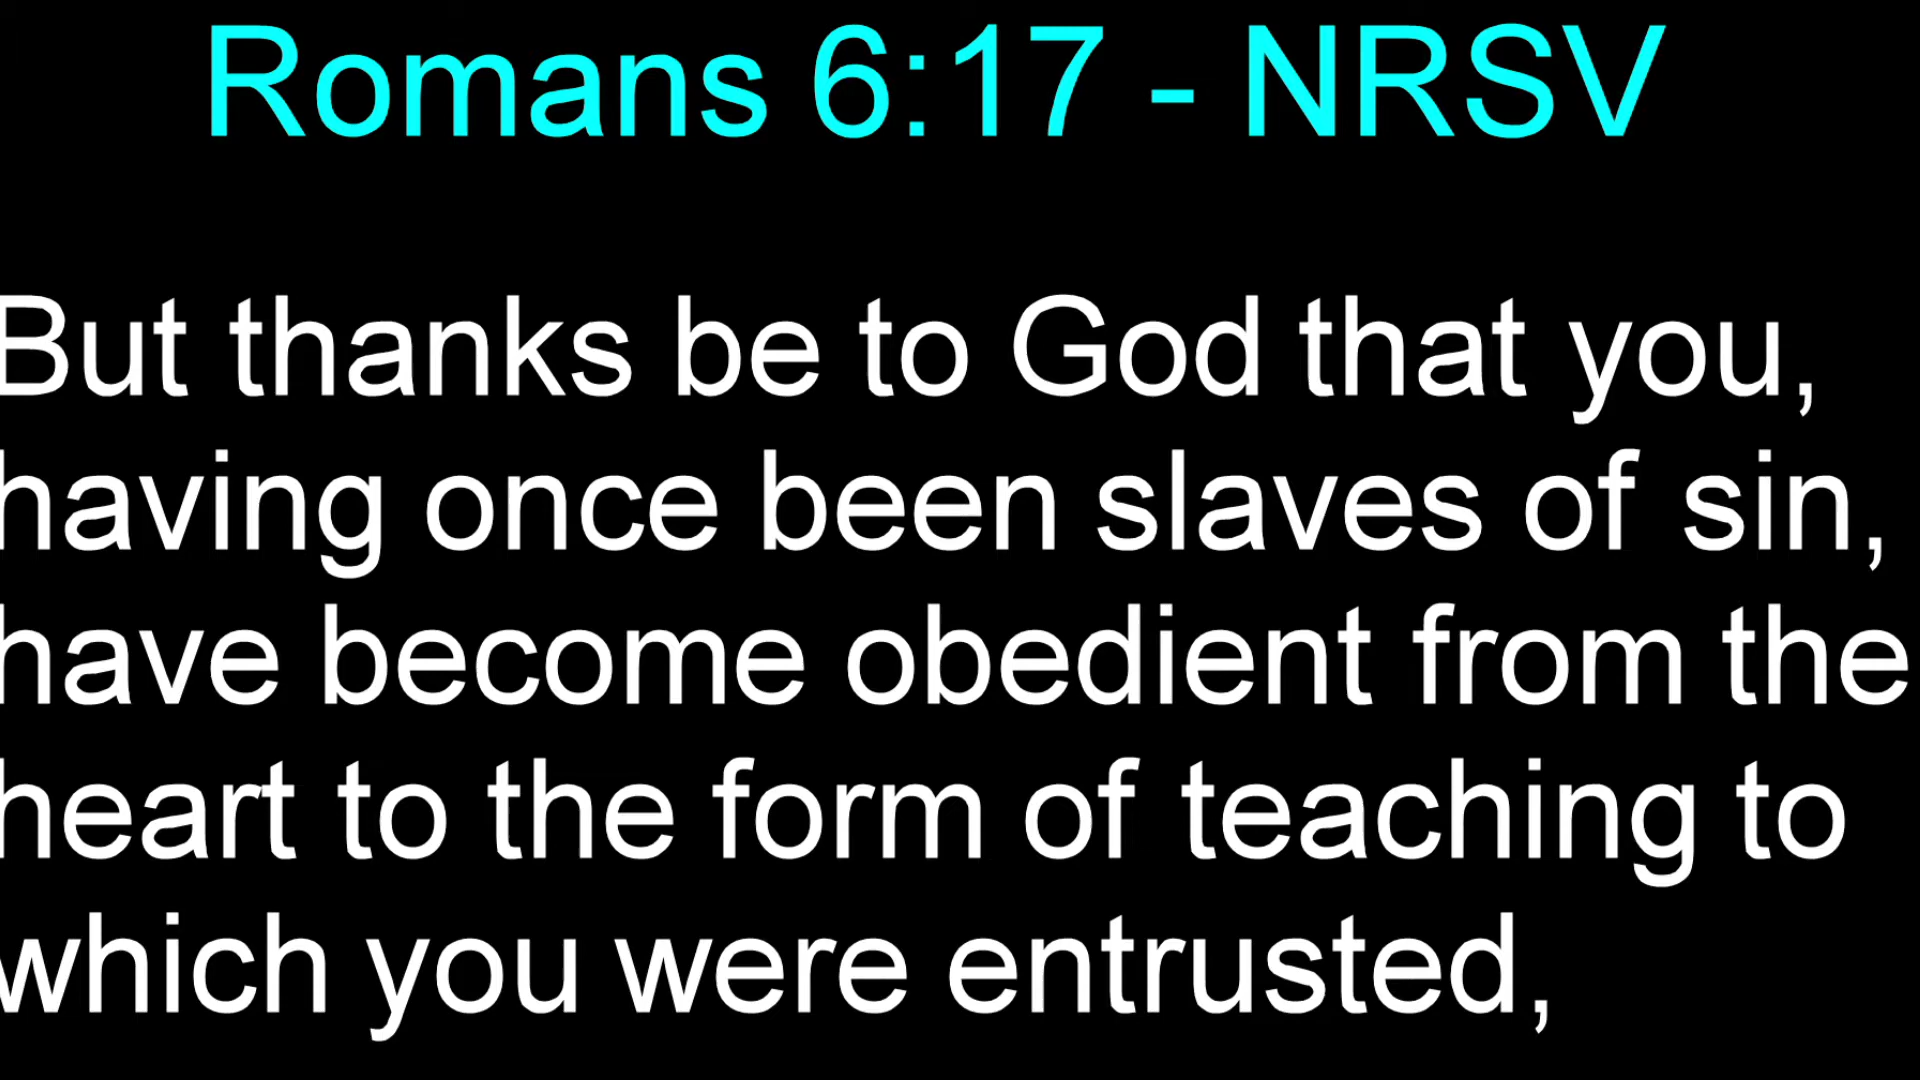 Romans 6:17 - NRSV
But thanks be to God that you,
having once been slaves of sin,
have become obedient from the
heart to the form of teaching to
which you were entrusted,